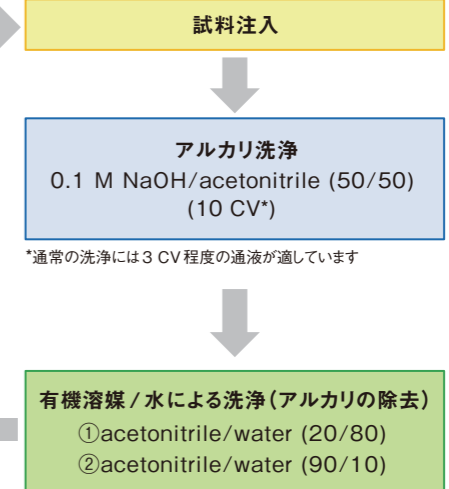 試料注入
アルカリ洗浄
0.1 M NaOH/acetonitrile (50/50)
(10 CV*)
*通常の洗浄には3 CV程度の通液が適しています
有機溶媒/水による洗浄(アルカリの除去)
①acetonitrile/water (20/80)
②acetonitrile/water (90/10)